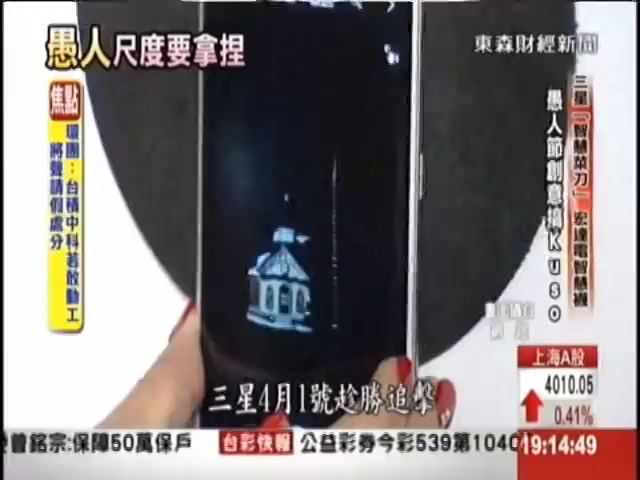 愚人尺度要拿捏
東森財經新聞
焦點
環團：台積中科若啟動工
將聲請假處分
三星「智慧菜刀」宏達電智慧襪
愚人節創意搞KUSO
三星4月1號趁勝追擊
上海A股
4010.05
0.41%
曾銘宗:保障50萬保戶
台彩快報
公益彩券今彩539第1040
19:14:49